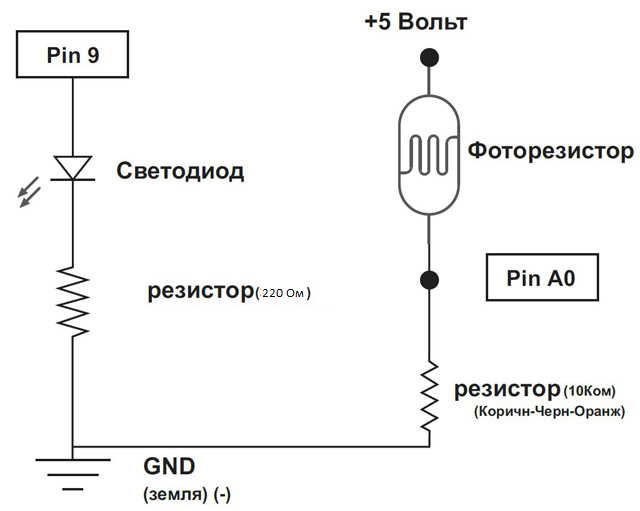 +5 Вольт
Pin 9
Фоторезистор
Светодиод
Pin A0
резистор(220 Ом )
резистор (10Ком)
(Коричн-Черн-Оранж)
GND
(земля) (-)